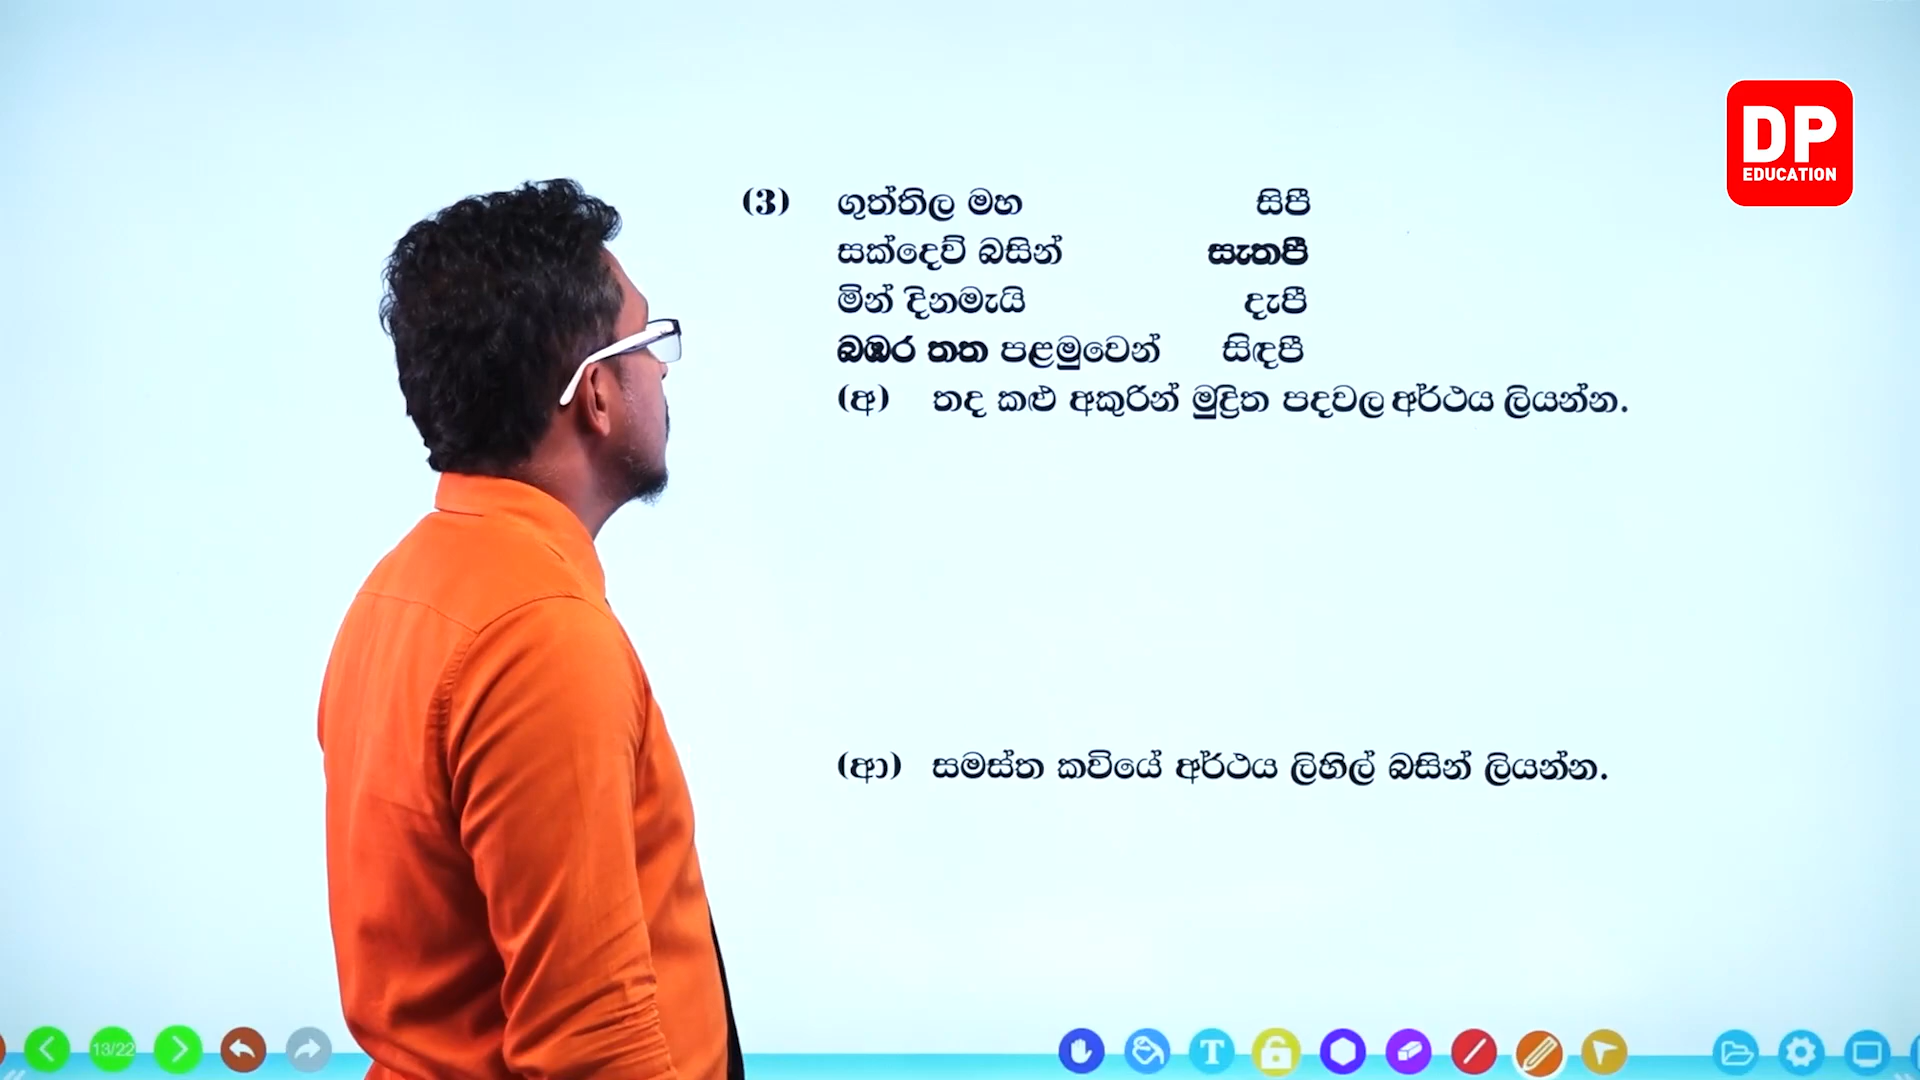 DP
EDUCATION
(3) ගුත්තිල මහ සිපී
සක්දෙව් බසින් සැතපී
මින් දිනමැයි දැපී
බඹර තත පළමුවෙන් සිඳපී
(අ) තද කළු අකුරින් මුද්‍රිත පදවල අර්ථය ලියන්න.
(ආ) සමස්ත කවියේ අර්ථය ලිහිල් බසින් ලියන්න.
13/22
T